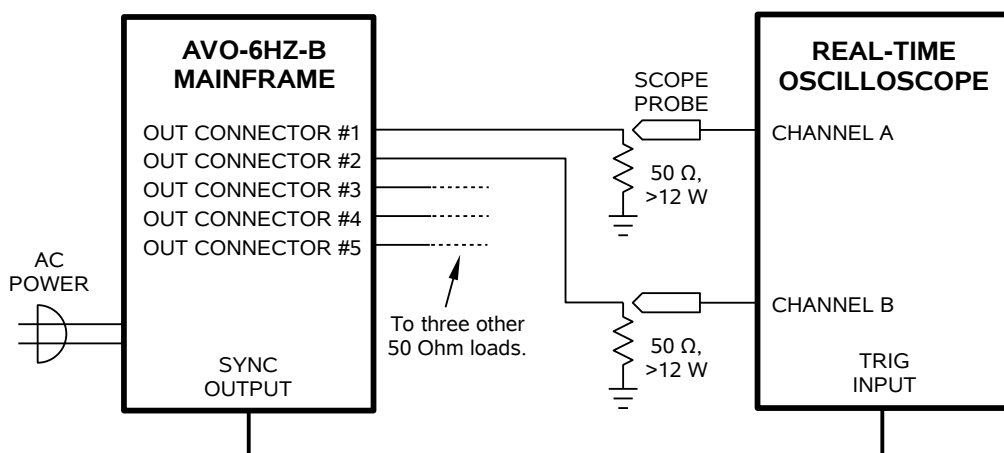 AVO-6HZ-B
MAINFRAME
OUT CONNECTOR #1
OUT CONNECTOR #2
OUT CONNECTOR #3
OUT CONNECTOR #4
OUT CONNECTOR #5
AC
POWER
SYNC
OUTPUT
To three other
50 Ohm loads.
SCOPE
PROBE
50 Ω,
>12 W
50 Ω,
>12 W
REAL-TIME
OSCILLOSCOPE
CHANNEL A
CHANNEL B
TRIG
INPUT